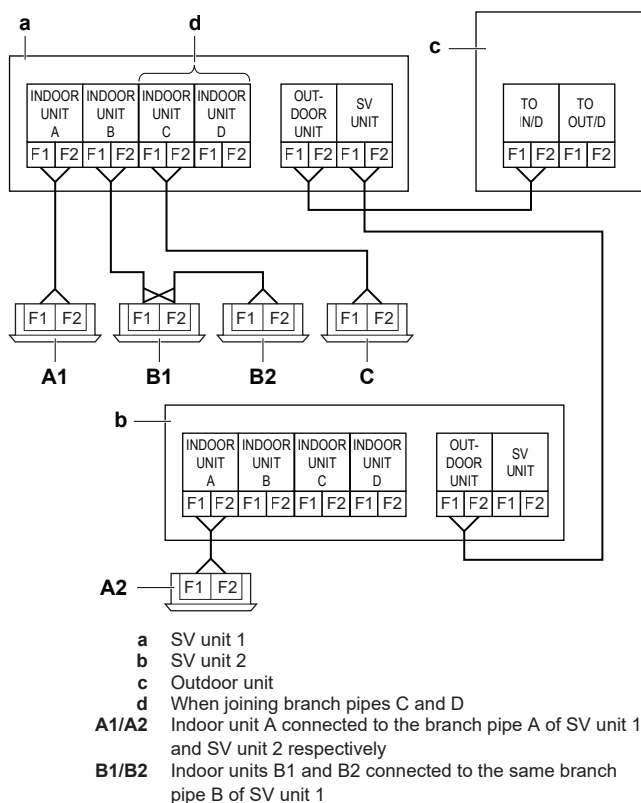 a
d
c
INDOOR UNIT A
INDOOR UNIT B
INDOOR UNIT C
INDOOR UNIT D
OUT-DOOR UNIT
SV UNIT
F1 F2 F1 F2 F1 F2 F1 F2
F1 F2 F1 F2
TO IN/D
TO OUT/D
F1 F2 F1 F2
F1 F2
F1 F2
F1 F2
F1 F2
A1
B1
B2
C
b
INDOOR UNIT A
INDOOR UNIT B
INDOOR UNIT C
INDOOR UNIT D
OUT-DOOR UNIT
SV UNIT
F1 F2 F1 F2 F1 F2 F1 F2
F1 F2 F1 F2
A2
F1 F2
a SV unit 1
b SV unit 2
c Outdoor unit
d When joining branch pipes C and D
A1/A2 Indoor unit A connected to the branch pipe A of SV unit 1
and SV unit 2 respectively
B1/B2 Indoor units B1 and B2 connected to the same branch
pipe B of SV unit 1